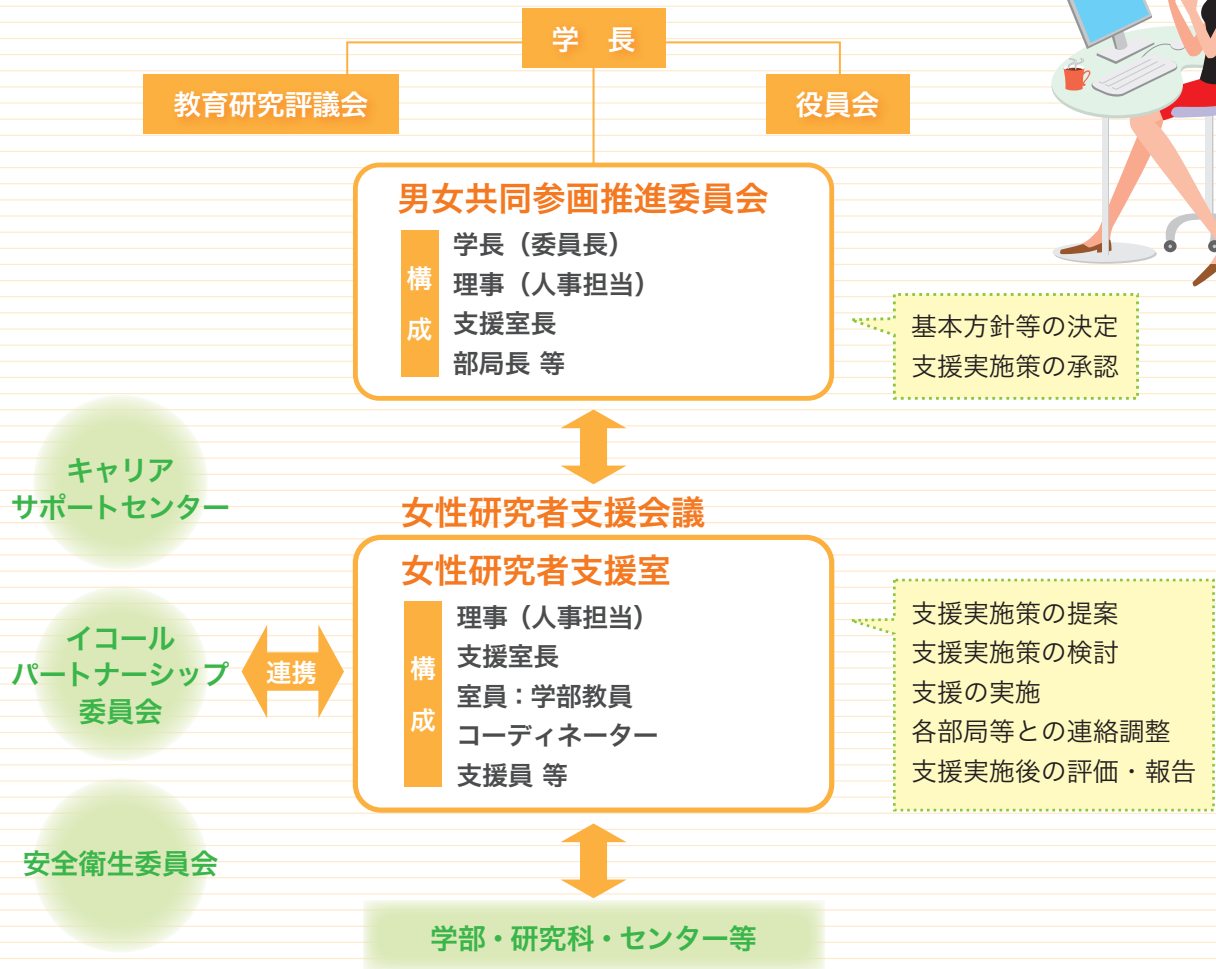 学 長
教育研究評議会
役員会
男女共同参画推進委員会
構成
学長（委員長）
理事（人事担当）
支援室長
部局長 等
基本方針等の決定
支援実施策の承認
キャリア
サポートセンター
女性研究者支援会議
女性研究者支援室
構成
理事（人事担当）
支援室長
室員：学部教員
コーディネーター
支援員 等
支援実施策の提案
支援実施策の検討
支援の実施
各部局等との連絡調整
支援実施後の評価・報告
イコール
パートナーシップ
委員会
連携
安全衛生委員会
学部・研究科・センター等